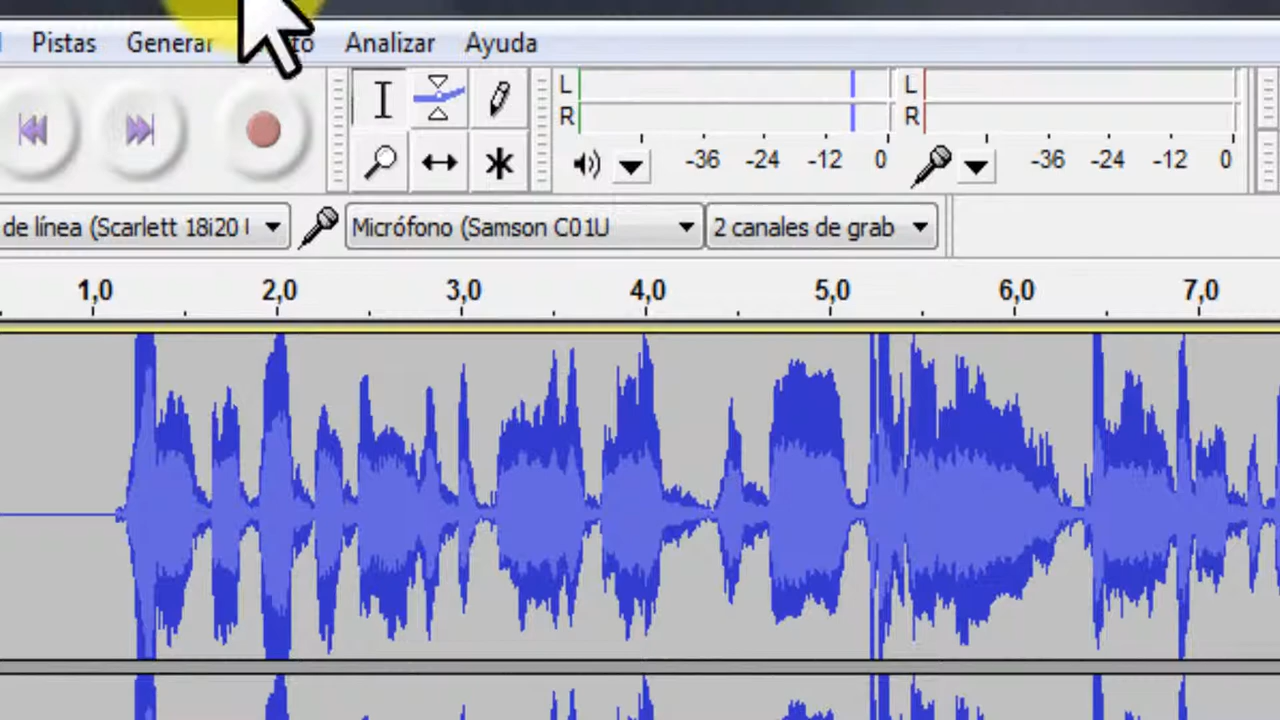 Pistas Generar Analizar Ayuda
L L
R R
-36 -24 -12 0 -36 -24 -12 0
de línea (Scarlett 18i20 Micrófono (Samson C01U 2 canales de grab
1,0 2,0 3,0 4,0 5,0 6,0 7,0